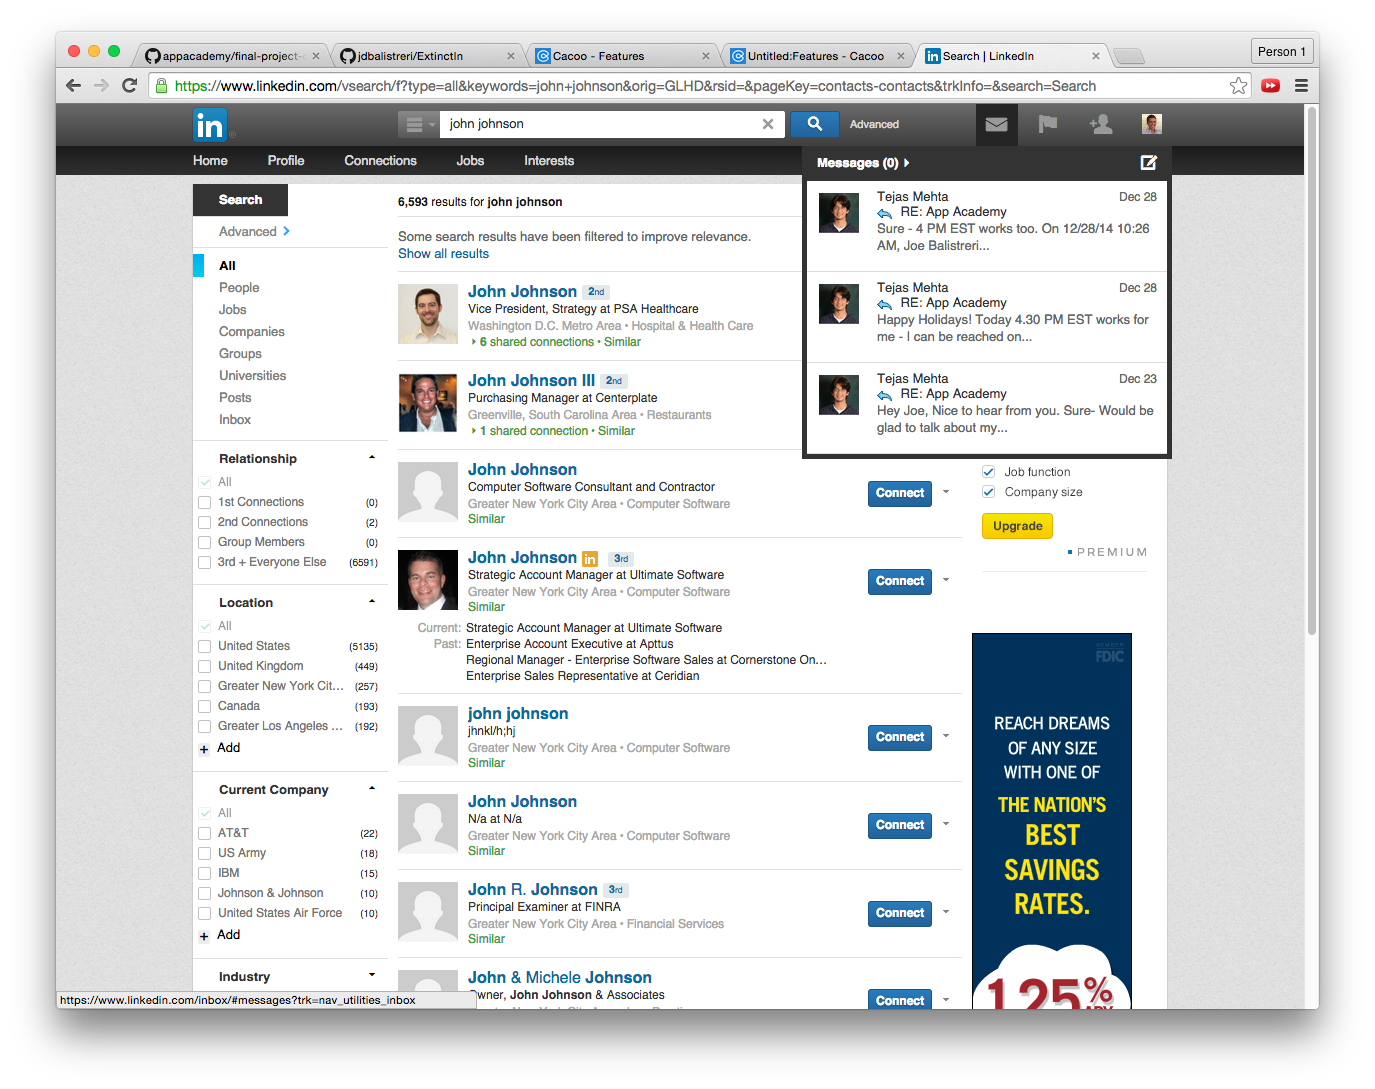 appacademy/final-project-
jdbalistreri/ExtinctIn
Cacoo - Features
Untitled:Features - Cacoo
Search | LinkedIn
Person 1
https://www.linkedin.com/vsearch/f?type=all&keywords=john+johnson&orig=GLHD&rsid=&pageKey=contacts-contacts&trkInfo=&search=Search
in
john johnson
Advanced
Home
Profile
Connections
Jobs
Interests
Messages (0)
Tejas Mehta
Dec 28
RE: App Academy
Sure - 4 PM EST works too. On 12/28/14 10:26
AM, Joe Balistreri...
Tejas Mehta
Dec 28
RE: App Academy
Happy Holidays! Today 4.30 PM EST works for
me - I can be reached on...
Tejas Mehta
Dec 23
RE: App Academy
Hey Joe, Nice to hear from you. Sure- Would be
glad to talk about my...
Search
Advanced
All
People
Jobs
Companies
Groups
Universities
Posts
Inbox
Relationship
All
1st Connections (0)
2nd Connections (2)
Group Members (0)
3rd + Everyone Else (6591)
Location
All
United States (5135)
United Kingdom (449)
Greater New York Cit... (257)
Canada (193)
Greater Los Angeles ... (192)
+ Add
Current Company
All
AT&T (22)
US Army (18)
IBM (15)
Johnson & Johnson (10)
United States Air Force (10)
+ Add
Industry
6,593 results for john johnson
Some search results have been filtered to improve relevance.
Show all results
John Johnson 2nd
Vice President, Strategy at PSA Healthcare
Washington D.C. Metro Area • Hospital & Health Care
6 shared connections • Similar
John Johnson III 2nd
Purchasing Manager at Centerplate
Greenville, South Carolina Area • Restaurants
1 shared connection • Similar
John Johnson
Computer Software Consultant and Contractor
Greater New York City Area • Computer Software
Similar
Connect
John Johnson in 3rd
Strategic Account Manager at Ultimate Software
Greater New York City Area • Computer Software
Similar
Connect
Current: Strategic Account Manager at Ultimate Software
Past: Enterprise Account Executive at Apttus
Regional Manager - Enterprise Software Sales at Cornerstone On...
Enterprise Sales Representative at Ceridian
john johnson
jhnkl/h;hj
Greater New York City Area • Computer Software
Similar
Connect
John Johnson
N/a at N/a
Greater New York City Area • Computer Software
Similar
Connect
John R. Johnson 3rd
Principal Examiner at FINRA
Greater New York City Area • Financial Services
Similar
Connect
John & Michele Johnson
wner, John Johnson & Associates
Connect
Job function
Company size
Upgrade
PREMIUM
MEMBER
FDIC
REACH DREAMS
OF ANY SIZE
WITH ONE OF
THE NATION'S
BEST
SAVINGS
RATES.
1.25%
APY
https://www.linkedin.com/inbox/#messages?trk=nav_utilities_inbox